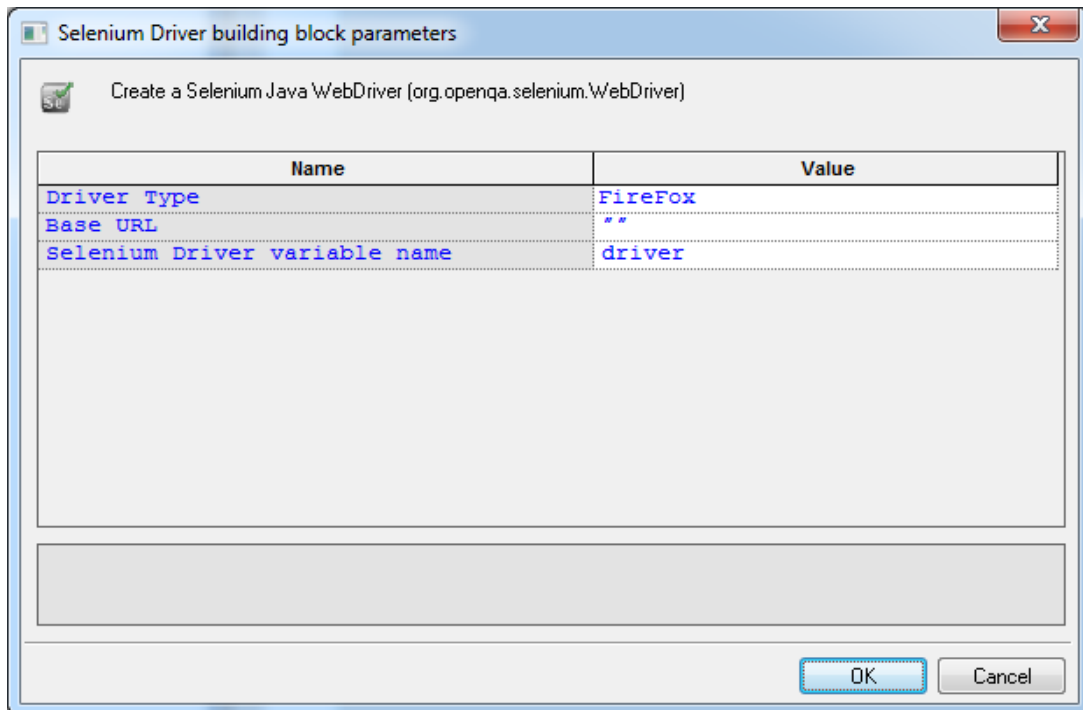 Selenium Driver building block parameters
Create a Selenium Java WebDriver (org.openqa.selenium.WebDriver)
Name Value
Driver Type FireFox
Base URL ""
Selenium Driver variable name driver
OK Cancel